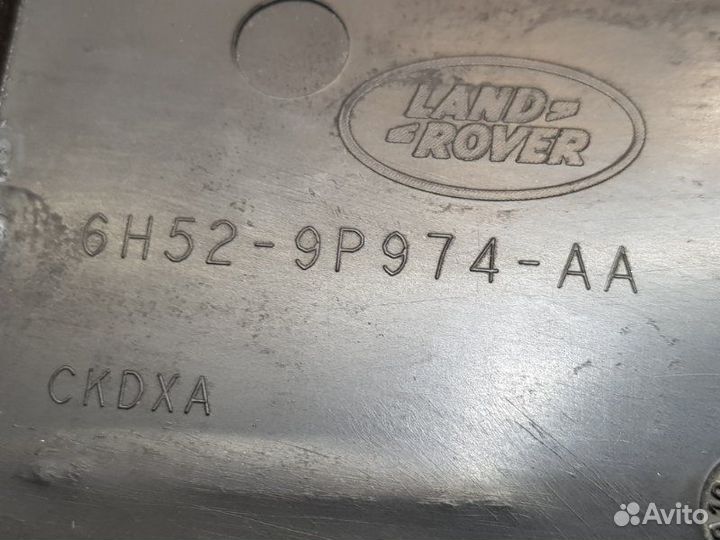 LAND
ROVER
6H52-9P974-AA
CKDXA
Avito